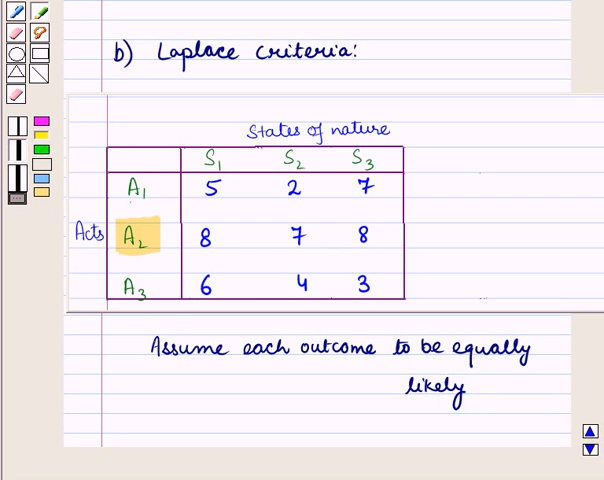 b) Laplace criteria:
States of nature
S1 S2 S3
A1 5 2 7
Acts A2 8 7 8
A3 6 4 3
Assume each outcome to be equally
likely